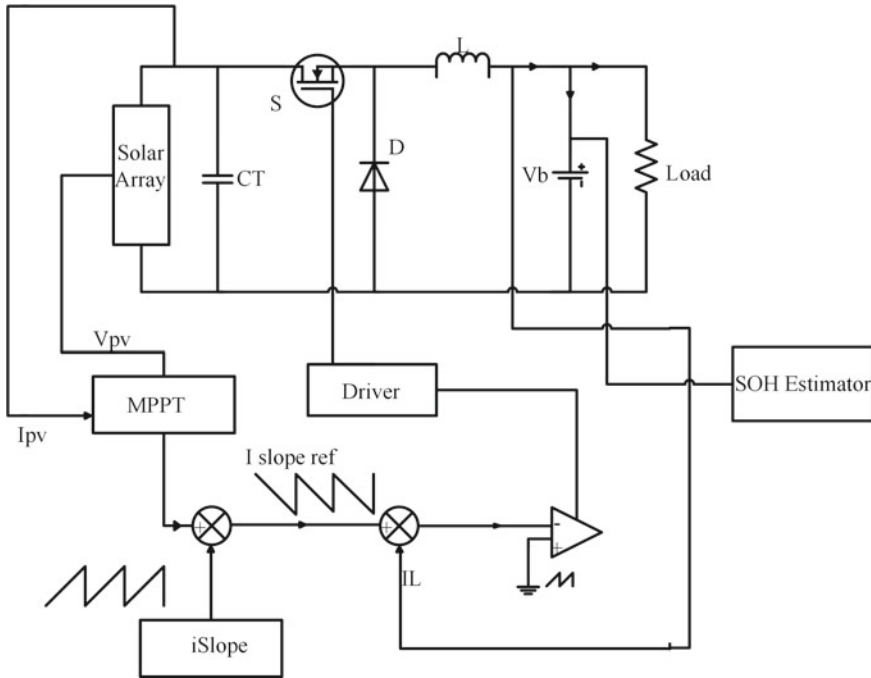 L
S
D
Solar
Array
CT
Vb
+
-
Load
Vpv
MPPT
Driver
SOH Estimator
Ipv
I slope ref
+
+
-
+
IL
iSlope